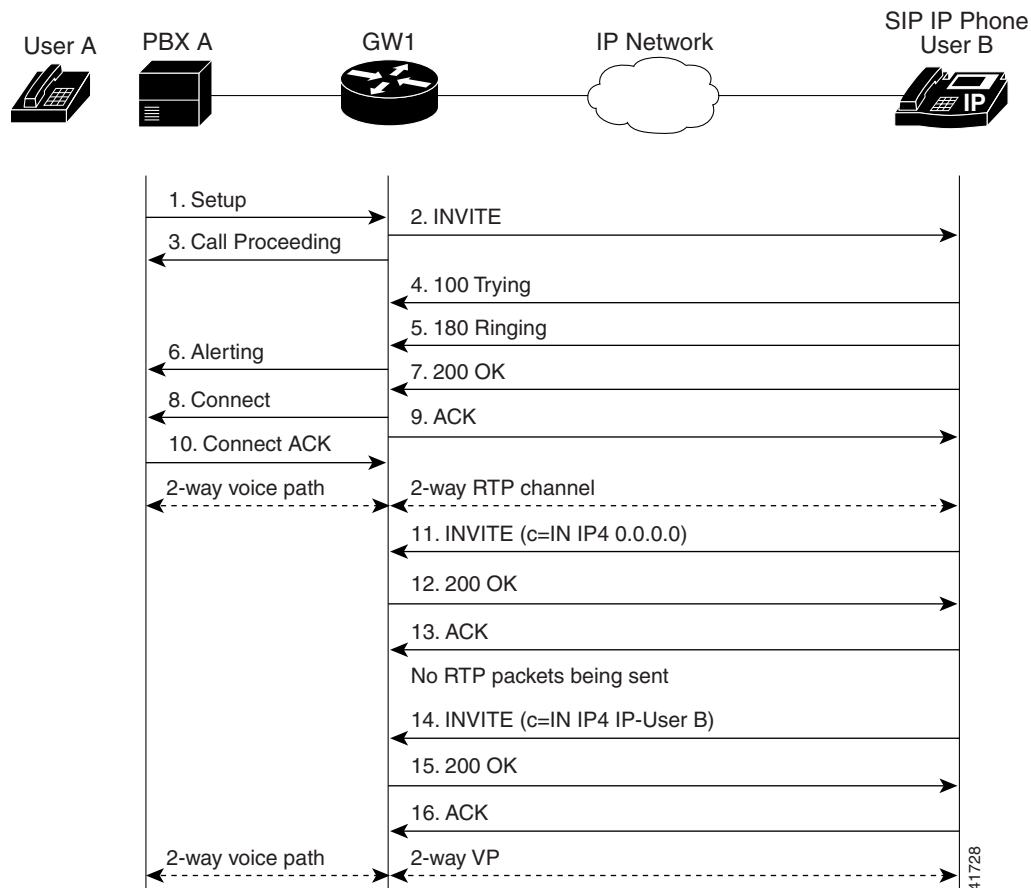 User A
PBX A
GW1
IP Network
SIP IP Phone
User B
IP
1. Setup
2. INVITE
3. Call Proceeding
4. 100 Trying
5. 180 Ringing
6. Alerting
7. 200 OK
8. Connect
9. ACK
10. Connect ACK
2-way voice path
2-way RTP channel
11. INVITE (c=IN IP4 0.0.0.0)
12. 200 OK
13. ACK
No RTP packets being sent
14. INVITE (c=IN IP4 IP-User B)
15. 200 OK
16. ACK
2-way voice path
2-way VP
41728